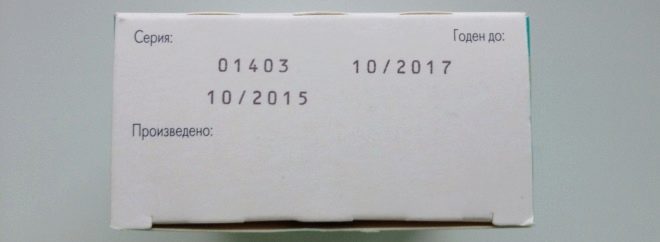 Серия: Годен до:
01403 10/2017
10/2015
Произведено: